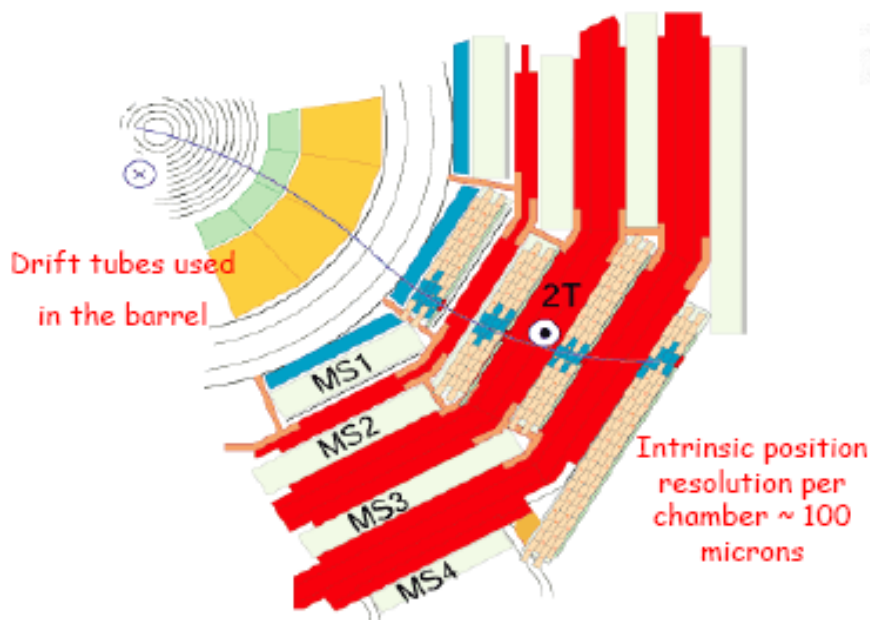 Drift tubes used
in the barrel
2T
MS1
MS2
MS3
MS4
Intrinsic position
resolution per
chamber ~ 100
microns